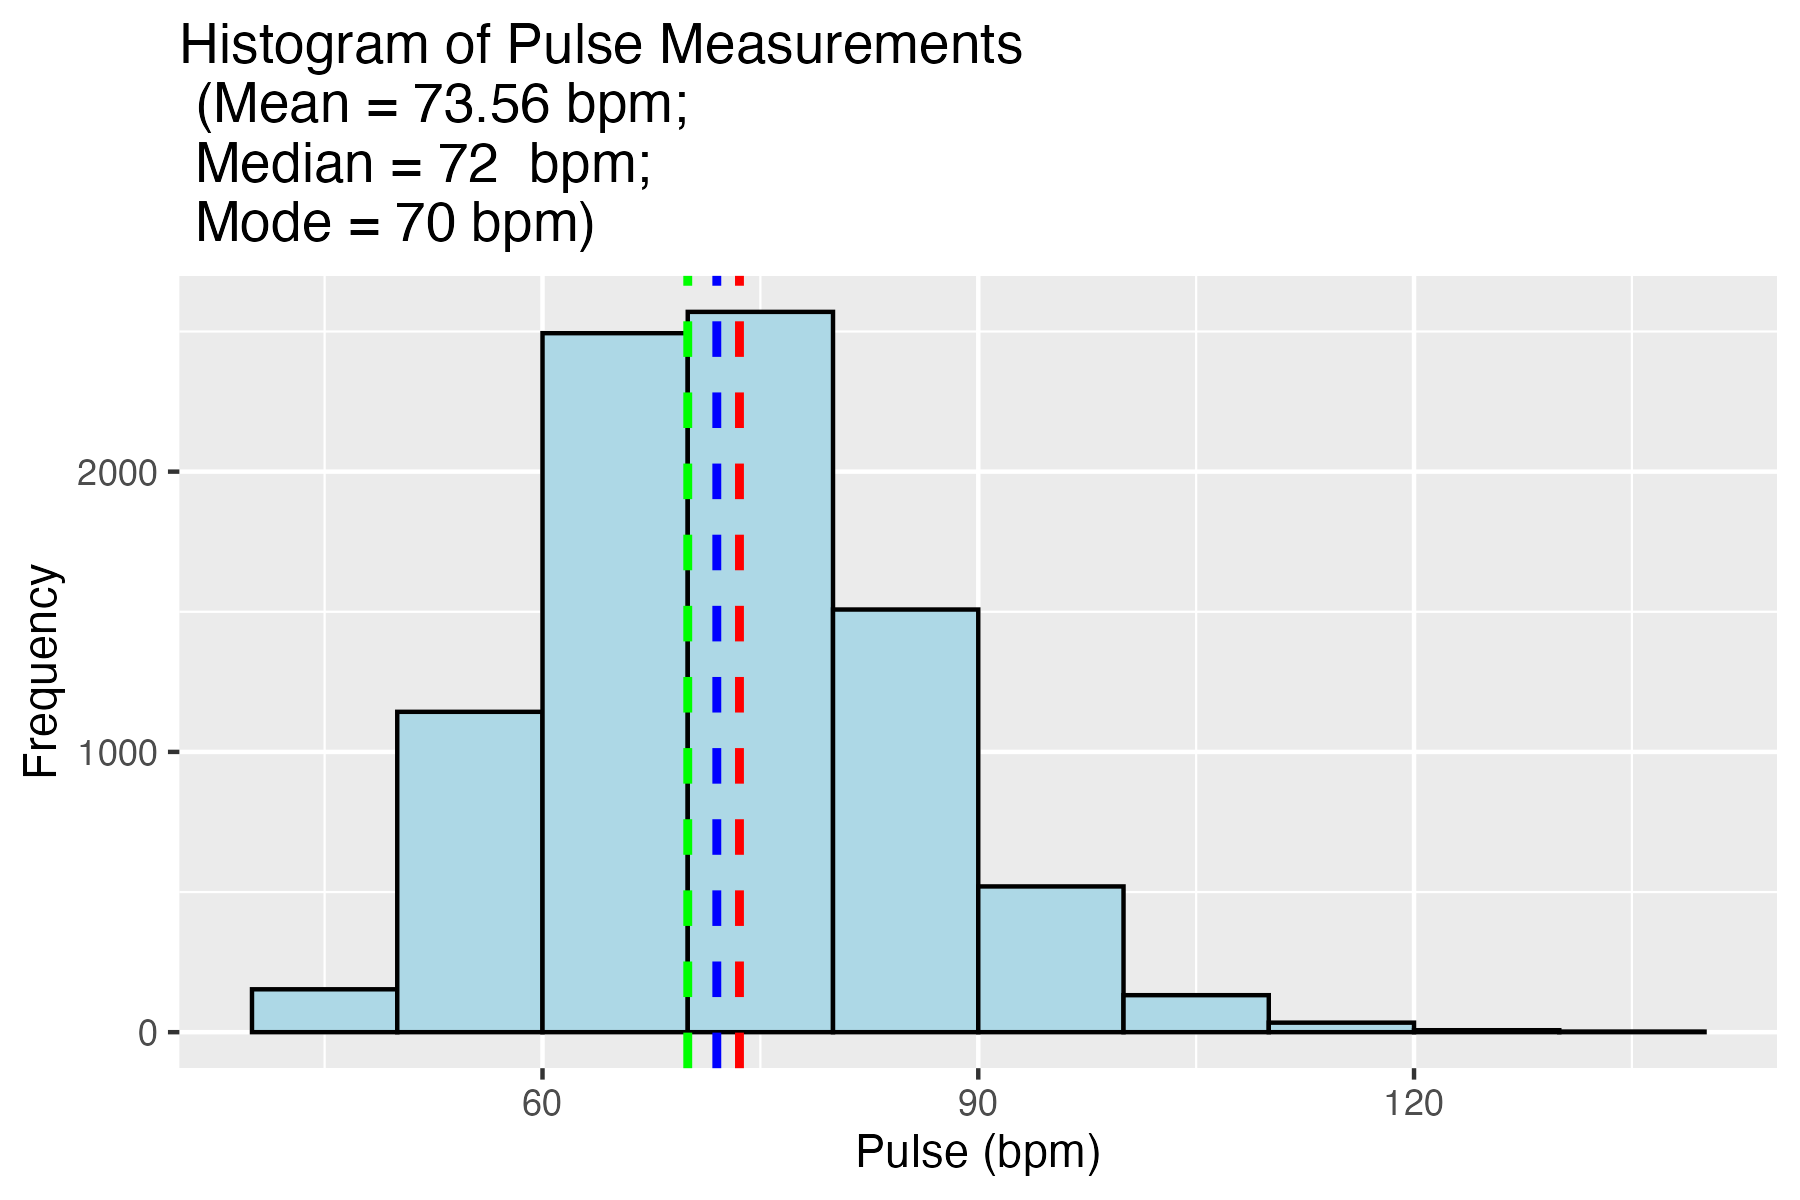 Histogram of Pulse Measurements
(Mean = 73.56 bpm;
Median = 72  bpm;
Mode = 70 bpm)
Frequency
2000
1000
0
60
90
120
Pulse (bpm)